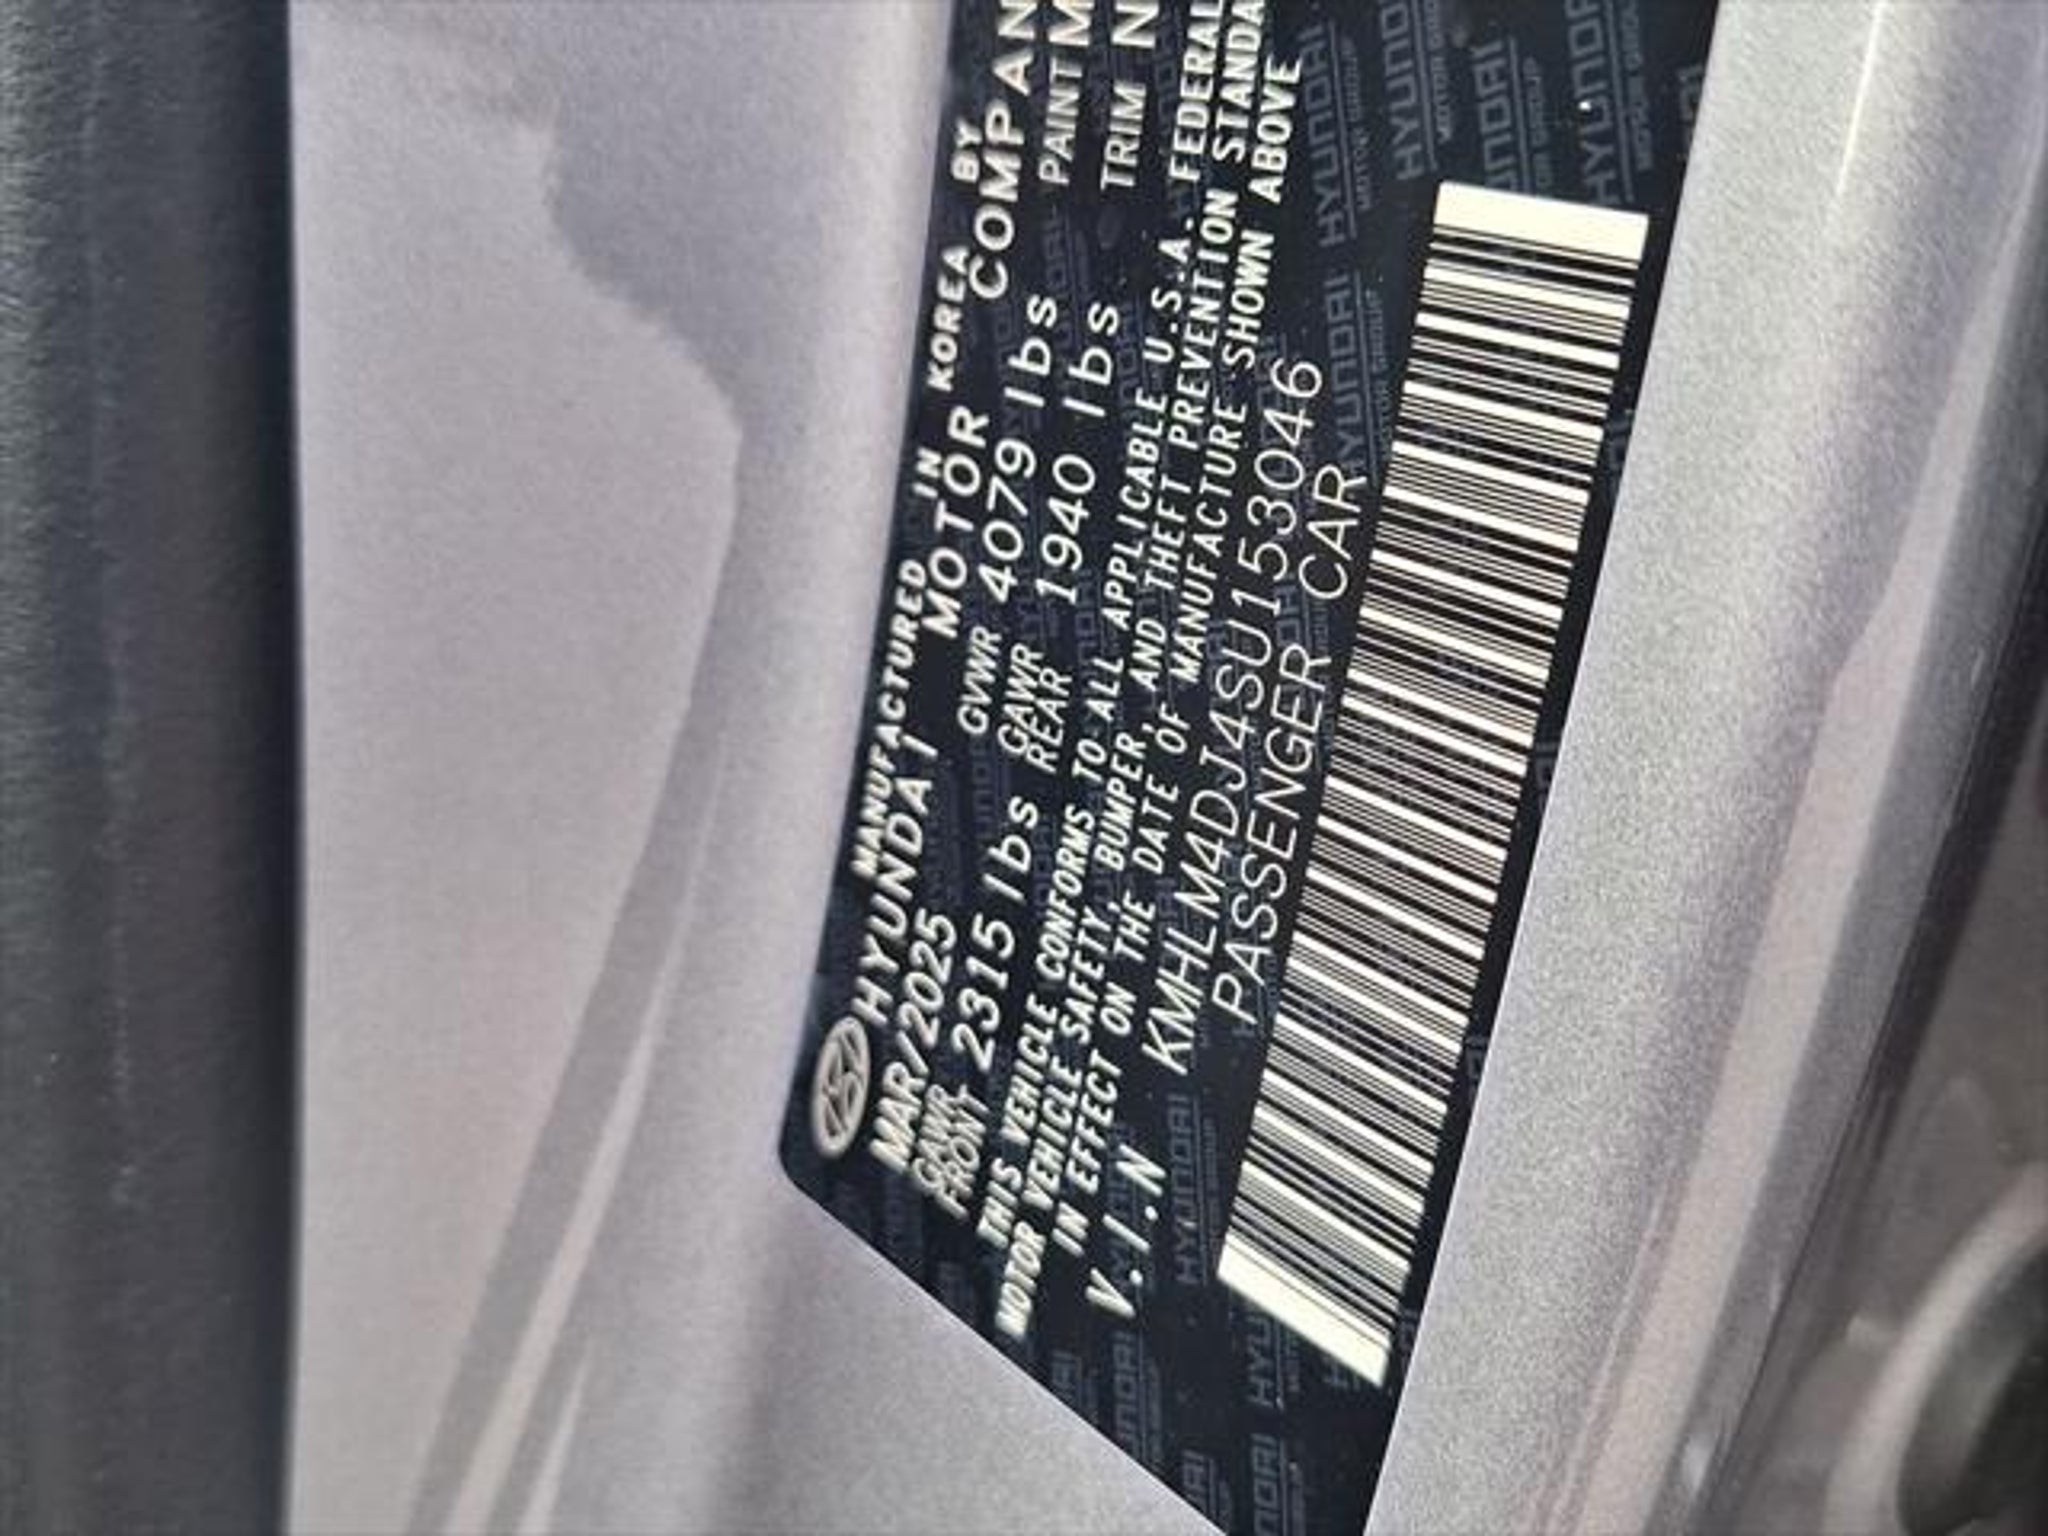 MANUFACTURED IN KOREA BY
HYUNDAI MOTOR COMPAN
MAR/2025 GVWR 4079 lbs PAINT M
GAWR FRONT 2315 lbs GAWR REAR 1940 lbs TRIM N
THIS VEHICLE CONFORMS TO ALL APPLICABLE U.S.A. FEDERAL
MOTOR VEHICLE SAFETY, BUMPER, AND THEFT PREVENTION STANDA
IN EFFECT ON THE DATE OF MANUFACTURE SHOWN ABOVE
V.I.N KMHLM4DJ4SU153046
PASSENGER CAR